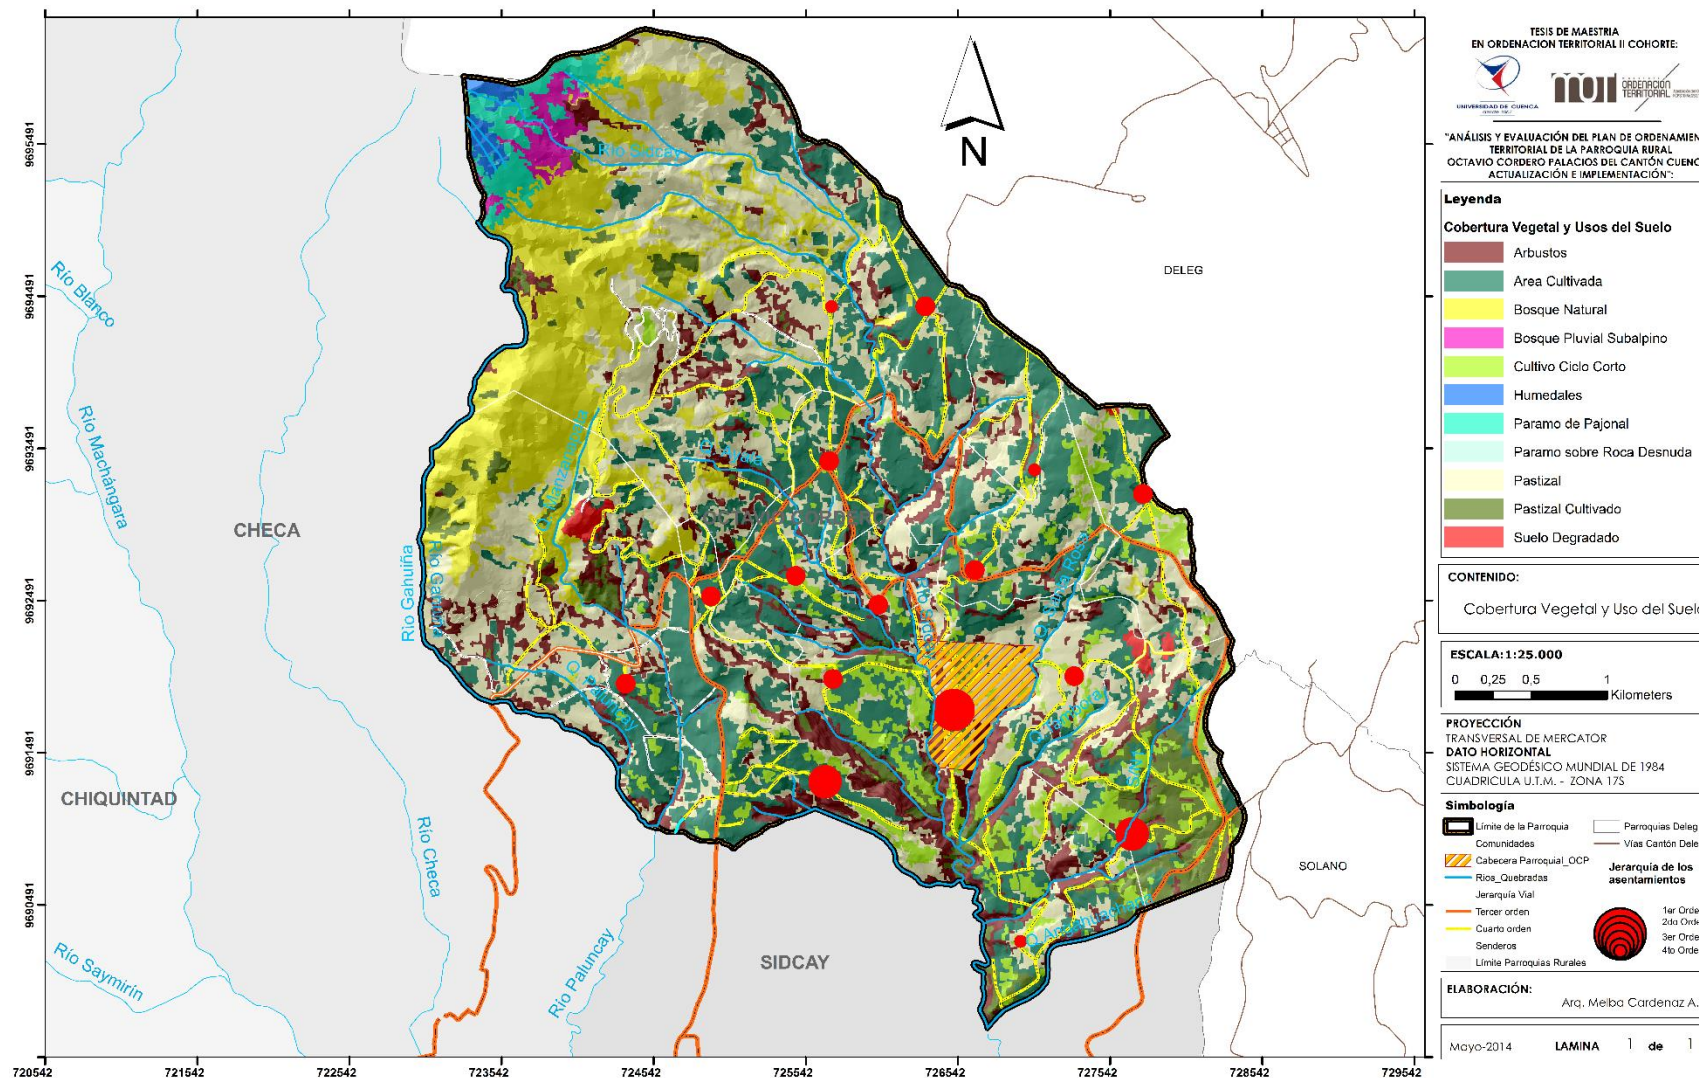 TESIS DE MAESTRIA
EN ORDENACION TERRITORIAL II COHORTE:
UNIVERSIDAD DE CUENCA
MOT
ORDENACIÓN
TERRITORIAL
"ANÁLISIS Y EVALUACIÓN DEL PLAN DE ORDENAMIEN
TERRITORIAL DE LA PARROQUIA RURAL
OCTAVIO CORDERO PALACIOS DEL CANTÓN CUENC
ACTUALIZACIÓN E IMPLEMENTACIÓN":
Leyenda
Cobertura Vegetal y Usos del Suelo
Arbustos
Area Cultivada
Bosque Natural
Bosque Pluvial Subalpino
Cultivo Ciclo Corto
Humedales
Paramo de Pajonal
Paramo sobre Roca Desnuda
Pastizal
Pastizal Cultivado
Suelo Degradado
CONTENIDO:
Cobertura Vegetal y Uso del Suelo
ESCALA:1:25.000
0 0,25 0,5 1
Kilometers
PROYECCIÓN
TRANSVERSAL DE MERCATOR
DATO HORIZONTAL
SISTEMA GEODÉSICO MUNDIAL DE 1984
CUADRICULA U.T.M. - ZONA 17S
Simbología
Límite de la Parroquia
Comunidades
Cabecera Parroquial_OCP
Rios_Quebradas
Jerarquía Vial
Tercer orden
Cuarto orden
Senderos
Límite Parroquias Rurales
Parroquias Deleg
Vías Cantón Dele
Jerarquía de los
asentamientos
1er Orde
2do Orde
3er Orde
4to Orde
ELABORACIÓN:
Arq. Melba Cardenaz A.
Mayo-2014 LAMINA 1 de 1
N
DELEG
SOLANO
CHECA
CHIQUINTAD
SIDCAY
Río Blanco
Río Machángara
Río Checa
Río Saymirín
Río Paluncay
Río Gahuiña
Río Sidcay
9695491
9694491
9693491
9692491
9691491
9690491
720542 721542 722542 723542 724542 725542 726542 727542 728542 729542